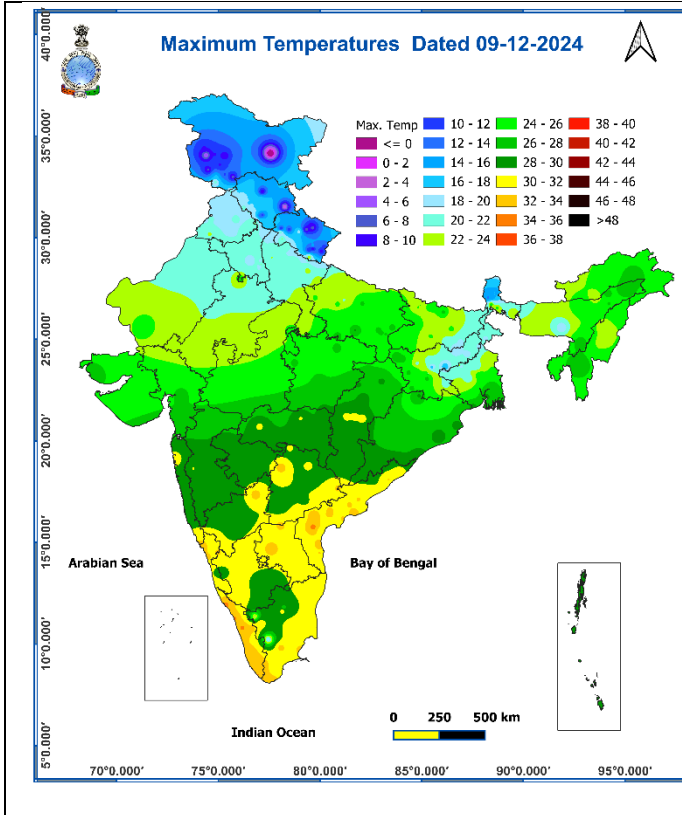 Maximum Temperatures Dated 09-12-2024
Max. Temp
<= 0
0 - 2
2 - 4
4 - 6
6 - 8
8 - 10
10 - 12
12 - 14
14 - 16
16 - 18
18 - 20
20 - 22
22 - 24
24 - 26
26 - 28
28 - 30
30 - 32
32 - 34
34 - 36
36 - 38
38 - 40
40 - 42
42 - 44
44 - 46
46 - 48
>48
40°0.000′
35°0.000′
30°0.000′
25°0.000′
20°0.000′
15°0.000′
10°0.000′
5°0.000′
Arabian Sea
Bay of Bengal
Indian Ocean
0 250 500 km
70°0.000′ 75°0.000′ 80°0.000′ 85°0.000′ 90°0.000′ 95°0.000′